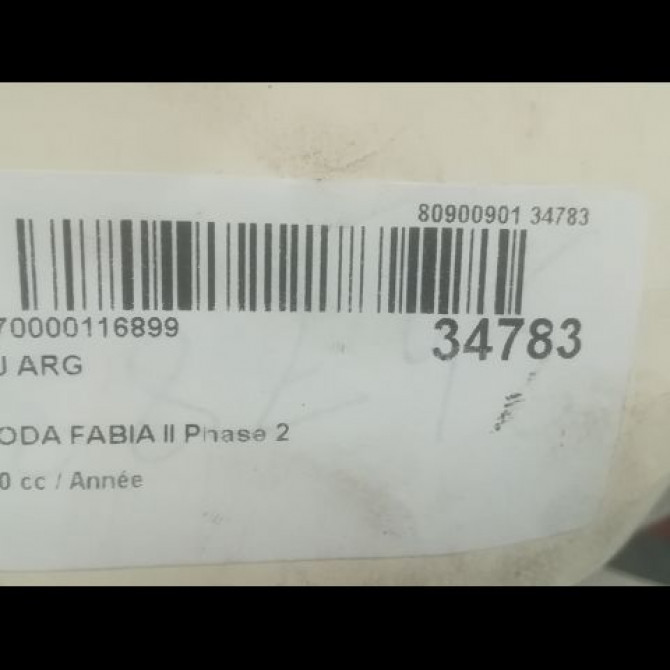 80900901 34783
70000116899
34783
J ARG
ODA FABIA II Phase 2
0 cc / Année